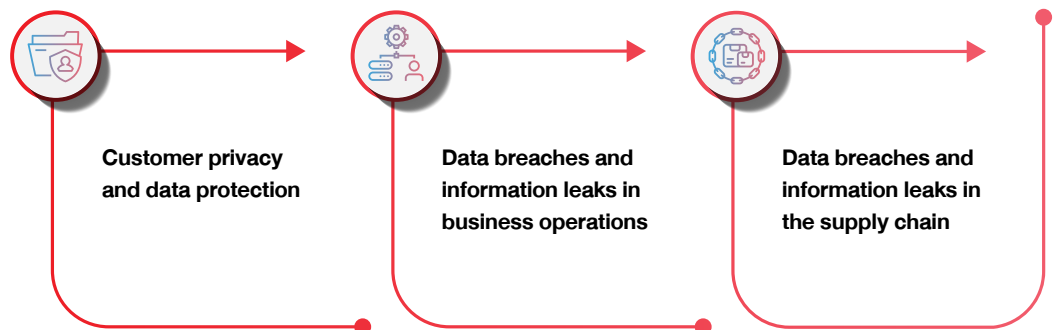 Customer privacy
and data protection
Data breaches and
information leaks in
business operations
Data breaches and
information leaks in
the supply chain